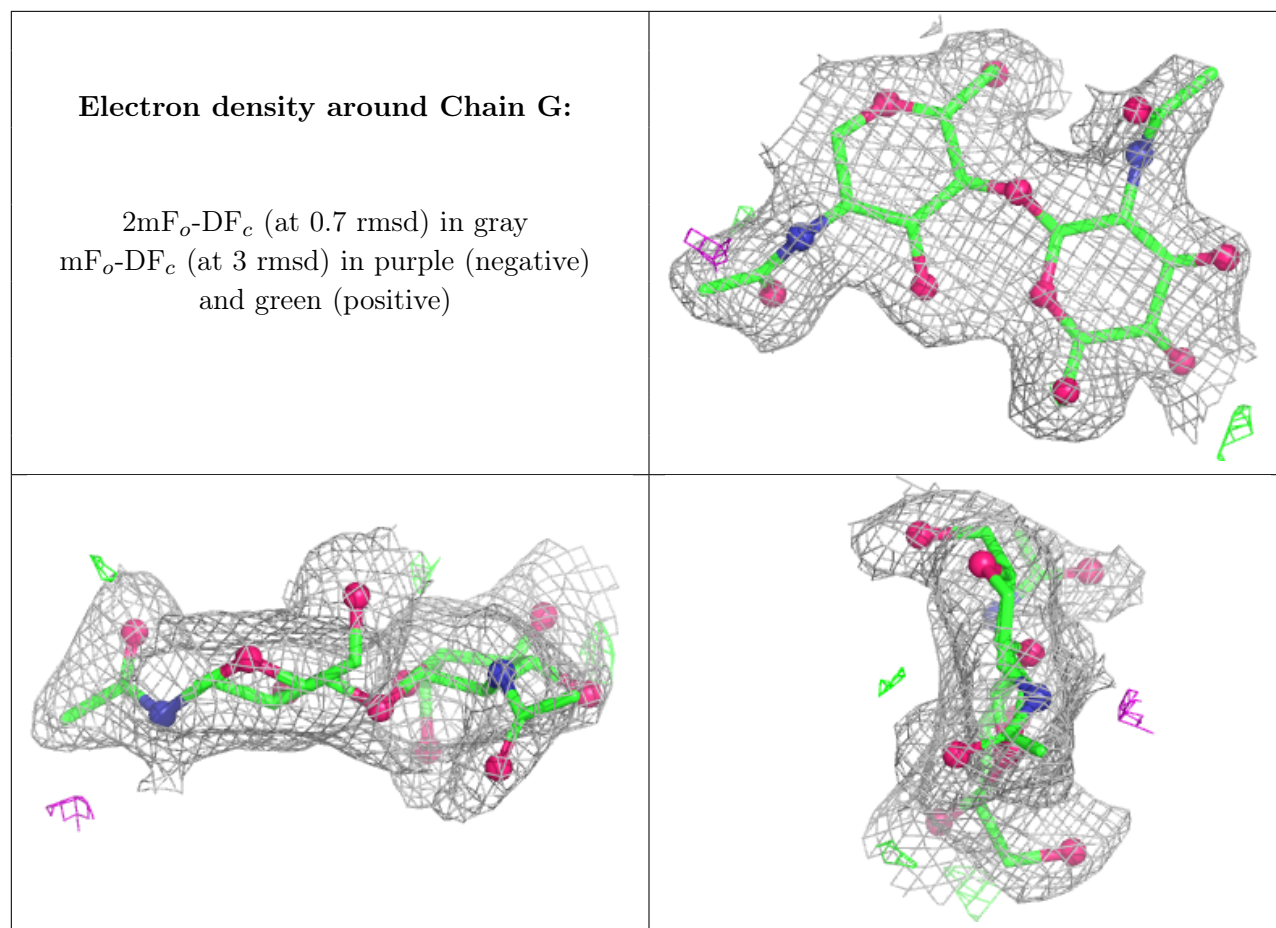 Electron density around Chain G:
2mFo-DFc (at 0.7 rmsd) in gray
mFo-DFc (at 3 rmsd) in purple (negative)
and green (positive)